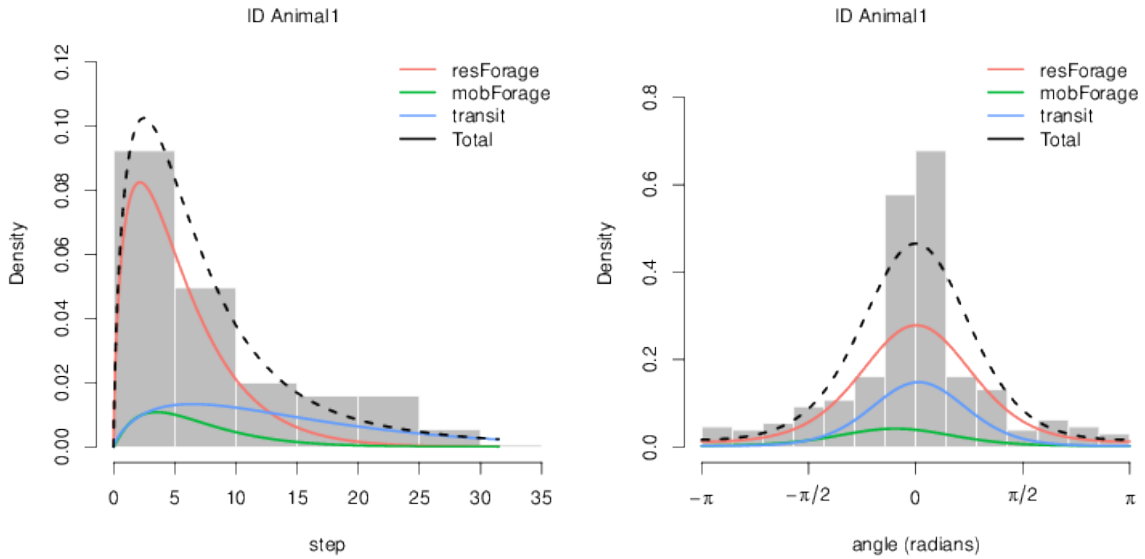 ID Animal1
resForage
mobForage
transit
Total
Density
0.12
0.10
0.08
0.06
0.04
0.02
0.00
0 5 10 15 20 25 30 35
step
ID Animal1
resForage
mobForage
transit
Total
Density
0.8
0.6
0.4
0.2
0.0
−π −π/2 0 π/2 π
angle (radians)